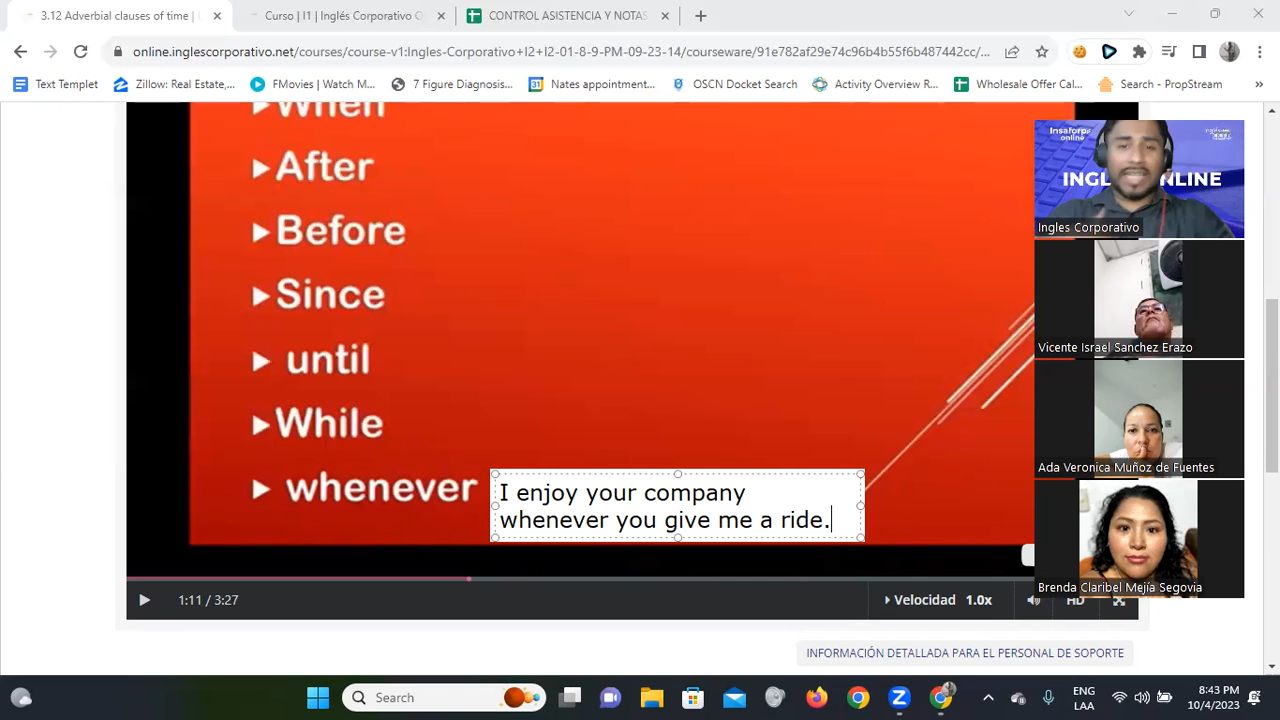 3.12 Adverbial clauses of time |
Curso | I1 | Inglés Corporativo
CONTROL ASISTENCIA Y NOTAS
online.inglescorporativo.net/courses/course-v1:Ingles-Corporativo+I2+I2-01-8-9-PM-09-23-14/courseware/91e782af29e74c96b4b55f6b487442cc/...
Text Templet
Zillow: Real Estate,...
FMovies | Watch M...
7 Figure Diagnosis...
Nates appointment...
OSCN Docket Search
Activity Overview R...
Wholesale Offer Cal...
Search - PropStream
When
After
Before
Since
until
While
whenever
I enjoy your company
whenever you give me a ride.
Insaforp
online
INGL NLINE
Ingles Corporativo
Vicente Israel Sanchez Erazo
Ada Veronica Muñoz de Fuentes
Brenda Claribel Mejía Segovia
1:11 / 3:27
Velocidad 1.0x
HD
INFORMACIÓN DETALLADA PARA EL PERSONAL DE SOPORTE
Search
ENG
LAA
8:43 PM
10/4/2023